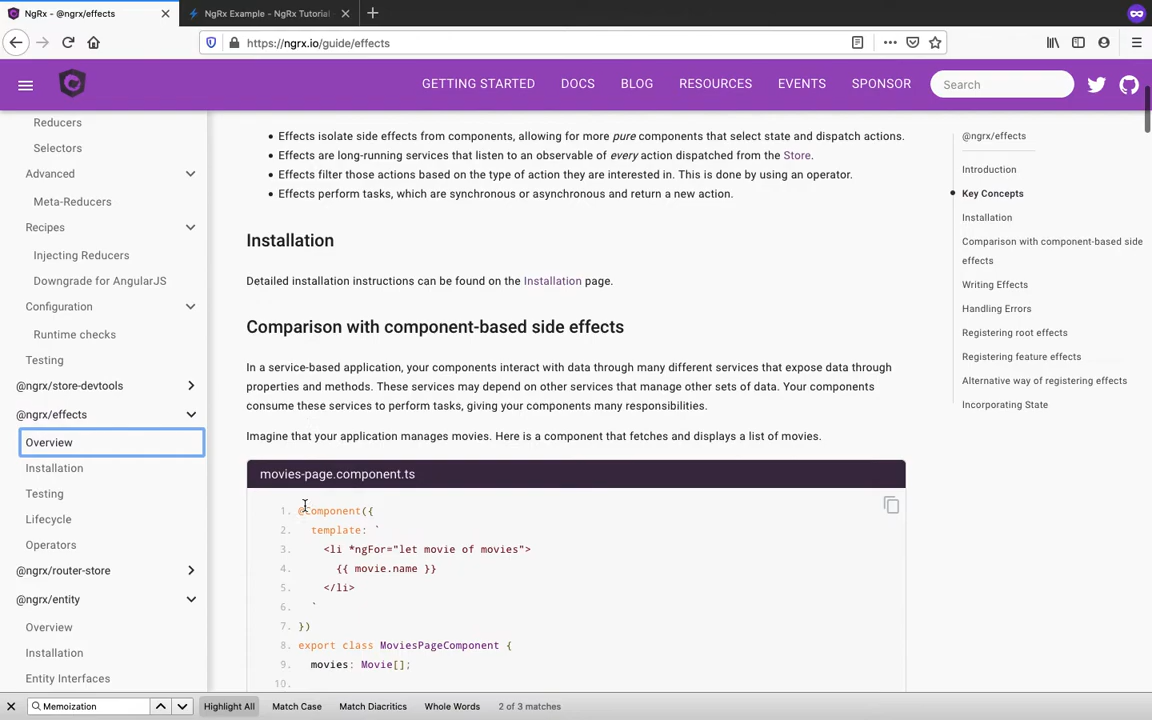 NgRx - @ngrx/effects
NgRx Example - NgRx Tutorial
https://ngrx.io/guide/effects
GETTING STARTED
DOCS
BLOG
RESOURCES
EVENTS
SPONSOR
Search
Reducers
Selectors
Advanced
Meta-Reducers
Recipes
Injecting Reducers
Downgrade for AngularJS
Configuration
Runtime checks
Testing
@ngrx/store-devtools
@ngrx/effects
Overview
Installation
Testing
Lifecycle
Operators
@ngrx/router-store
@ngrx/entity
Overview
Installation
Entity Interfaces
Effects isolate side effects from components, allowing for more pure components that select state and dispatch actions.
Effects are long-running services that listen to an observable of every action dispatched from the Store.
Effects filter those actions based on the type of action they are interested in. This is done by using an operator.
Effects perform tasks, which are synchronous or asynchronous and return a new action.
Installation
Detailed installation instructions can be found on the Installation page.
Comparison with component-based side effects
In a service-based application, your components interact with data through many different services that expose data through
properties and methods. These services may depend on other services that manage other sets of data. Your components
consume these services to perform tasks, giving your components many responsibilities.
Imagine that your application manages movies. Here is a component that fetches and displays a list of movies.
movies-page.component.ts
1. @Component({
2. template: `
3. <li *ngFor="let movie of movies">
4. {{ movie.name }}
5. </li>
6. `
7. })
8. export class MoviesPageComponent {
9. movies: Movie[];
10.
@ngrx/effects
Introduction
Key Concepts
Installation
Comparison with component-based side
effects
Writing Effects
Handling Errors
Registering root effects
Registering feature effects
Alternative way of registering effects
Incorporating State
Memoization
Highlight All
Match Case
Match Diacritics
Whole Words
2 of 3 matches